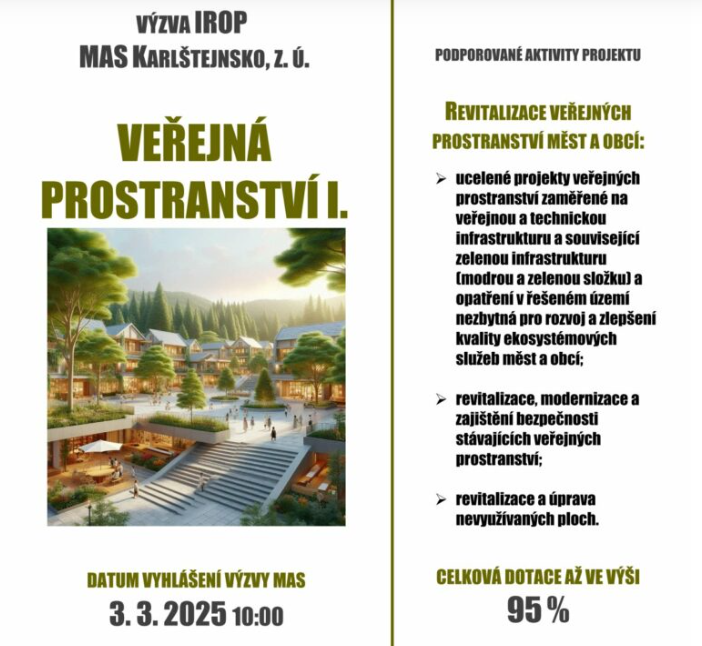 VÝZVA IROP
MAS KARLŠTEJNSKO, Z. Ú.
VEŘEJNÁ
PROSTRANSTVÍ I.
DATUM VYHLÁŠENÍ VÝZVY MAS
3. 3. 2025 10:00
PODPOROVANÉ AKTIVITY PROJEKTU
REVITALIZACE VEŘEJNÝCH
PROSTRANSTVÍ MĚST A OBCÍ:
➢ ucelené projekty veřejných
prostranství zaměřené na
veřejnou a technickou
infrastrukturu a související
zelenou infrastrukturu
(modrou a zelenou složku) a
opatření v řešeném území
nezbytná pro rozvoj a zlepšení
kvality ekosystémových
služeb měst a obcí;
➢ revitalizace, modernizace a
zajištění bezpečnosti
stávajících veřejných
prostranství;
➢ revitalizace a úprava
nevyužívaných ploch.
CELKOVÁ DOTACE AŽ VE VÝŠI
95 %